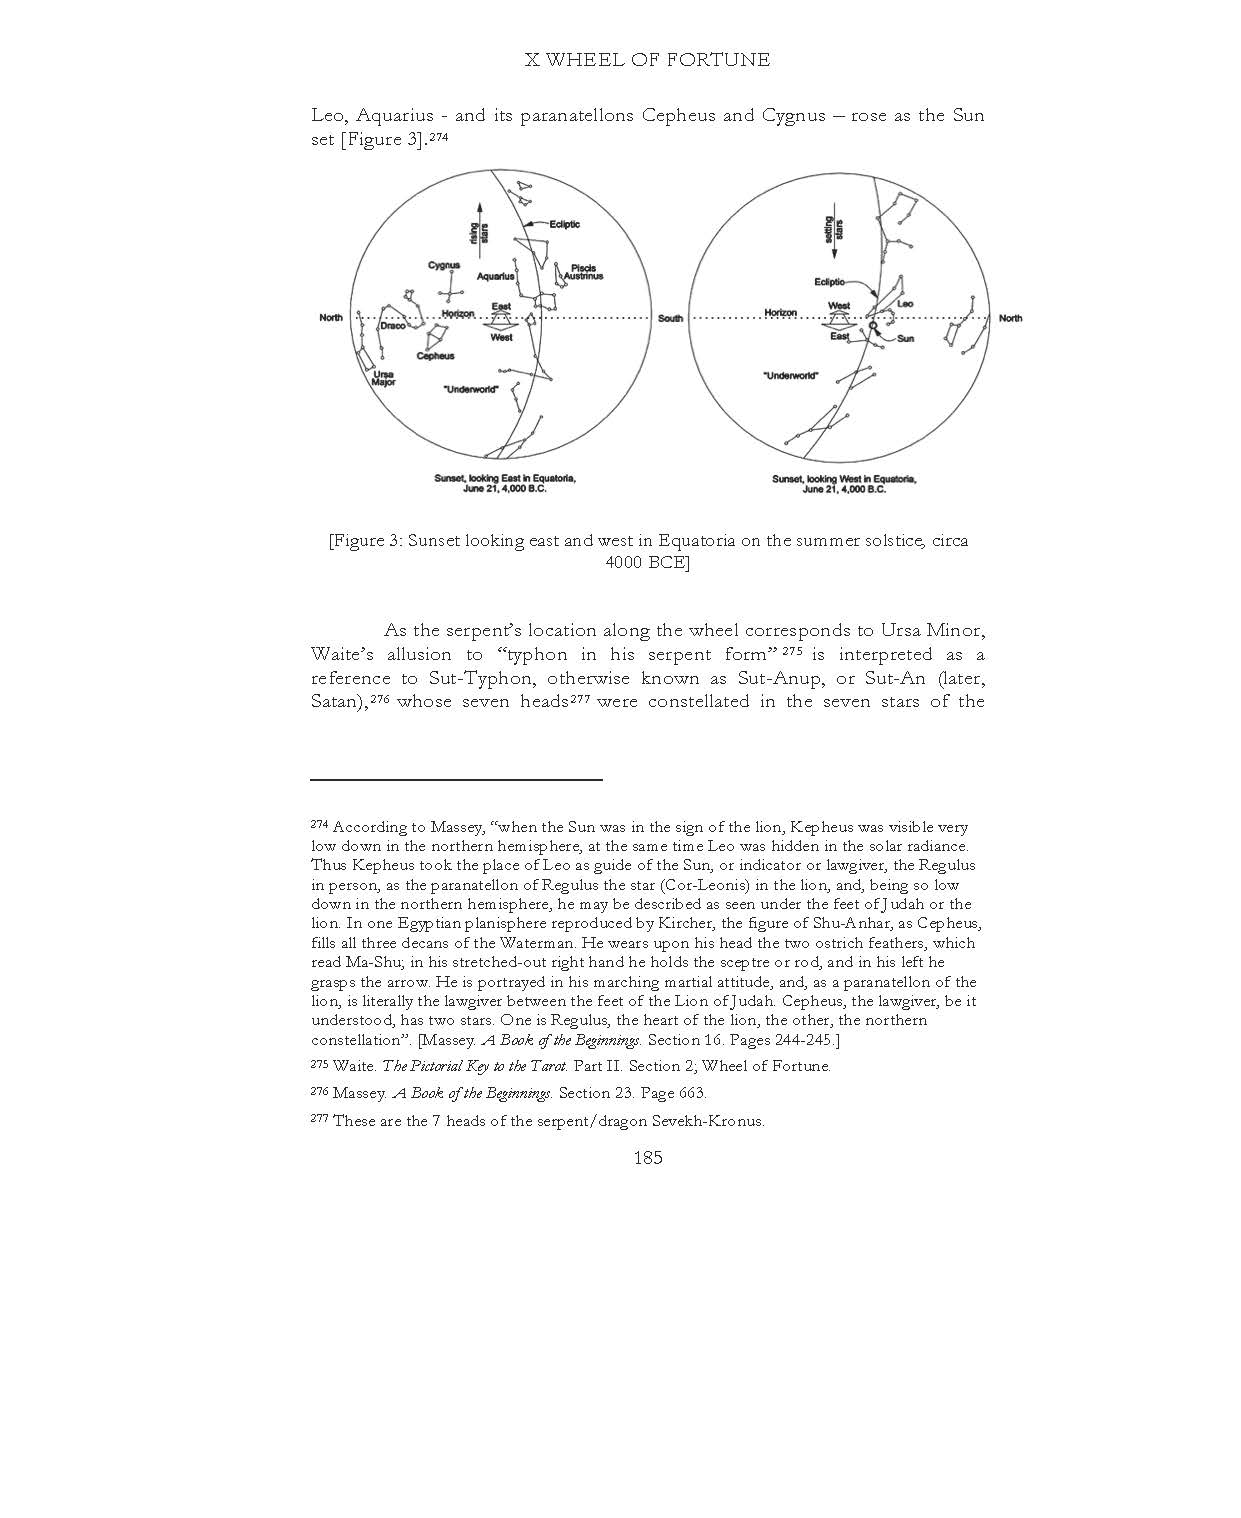 X WHEEL OF FORTUNE
Leo, Aquarius - and its paranatellons Cepheus and Cygnus – rose as the Sun
set [Figure 3].274
rising
stars
Ecliptic
Cygnus
Aquarius
Piscis
Austrinus
East
Horizon
North
South
Draco
West
Cepheus
Ursa
Major
"Underworld"
Sunset, looking East in Equatoria,
June 21, 4,000 B.C.
setting
stars
Ecliptic
Leo
West
Horizon
North
East
Sun
"Underworld"
Sunset, looking West in Equatoria,
June 21, 4,000 B.C.
[Figure 3: Sunset looking east and west in Equatoria on the summer solstice, circa
4000 BCE]
As the serpent’s location along the wheel corresponds to Ursa Minor,
Waite’s allusion to “typhon in his serpent form” 275 is interpreted as a
reference to Sut-Typhon, otherwise known as Sut-Anup, or Sut-An (later,
Satan),276 whose seven heads277 were constellated in the seven stars of the
274 According to Massey, “when the Sun was in the sign of the lion, Kepheus was visible very
low down in the northern hemisphere, at the same time Leo was hidden in the solar radiance.
Thus Kepheus took the place of Leo as guide of the Sun, or indicator or lawgiver, the Regulus
in person, as the paranatellon of Regulus the star (Cor-Leonis) in the lion, and, being so low
down in the northern hemisphere, he may be described as seen under the feet of Judah or the
lion. In one Egyptian planisphere reproduced by Kircher, the figure of Shu-Anhar, as Cepheus,
fills all three decans of the Waterman. He wears upon his head the two ostrich feathers, which
read Ma-Shu; in his stretched-out right hand he holds the sceptre or rod, and in his left he
grasps the arrow. He is portrayed in his marching martial attitude, and, as a paranatellon of the
lion, is literally the lawgiver between the feet of the Lion of Judah. Cepheus, the lawgiver, be it
understood, has two stars. One is Regulus, the heart of the lion, the other, the northern
constellation”. [Massey. A Book of the Beginnings. Section 16. Pages 244-245.]
275 Waite. The Pictorial Key to the Tarot. Part II. Section 2; Wheel of Fortune.
276 Massey. A Book of the Beginnings. Section 23. Page 663.
277 These are the 7 heads of the serpent/dragon Sevekh-Kronus.
185